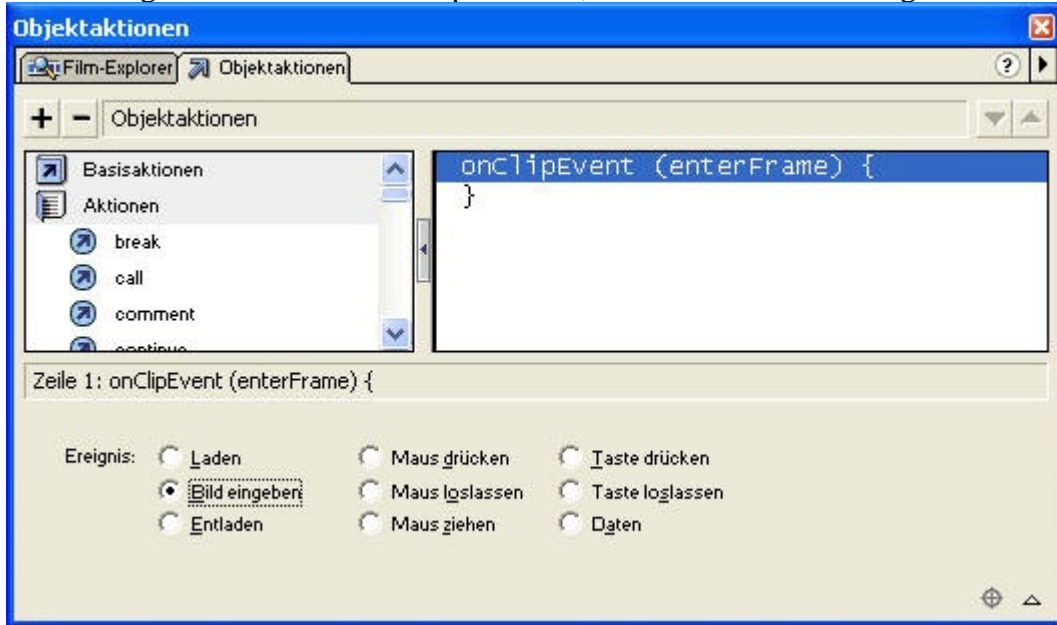 Objektaktionen
Film-Explorer Objektaktionen ?
+ - Objektaktionen
Basisaktionen
Aktionen
break
call
comment
continue
onClipEvent (enterFrame) {
}
Zeile 1: onClipEvent (enterFrame) {
Ereignis: Laden Maus drücken Taste drücken
Bild eingeben Maus loslassen Taste loslassen
Entladen Maus ziehen Daten